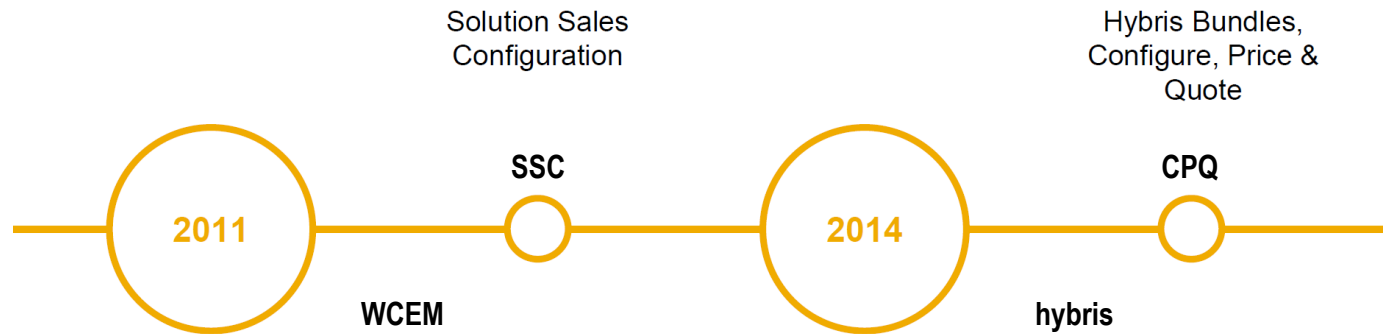 Solution Sales
Configuration
Hybris Bundles,
Configure, Price &
Quote
SSC
CPQ
2011
2014
WCEM
hybris